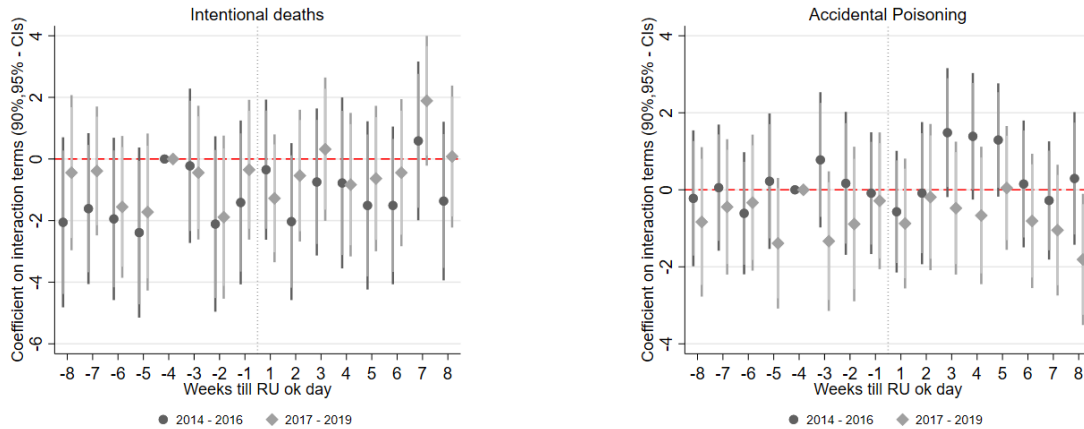 Intentional deaths
Coefficient on interaction terms (90%,95% - CIs)
4
2
0
-2
-4
-6
-8 -7 -6 -5 -4 -3 -2 -1 1 2 3 4 5 6 7 8
Weeks till RU ok day
2014 - 2016 2017 - 2019
Accidental Poisoning
Coefficient on interaction terms (90%,95% - CIs)
4
2
0
-2
-4
-8 -7 -6 -5 -4 -3 -2 -1 1 2 3 4 5 6 7 8
Weeks till RU ok day
2014 - 2016 2017 - 2019